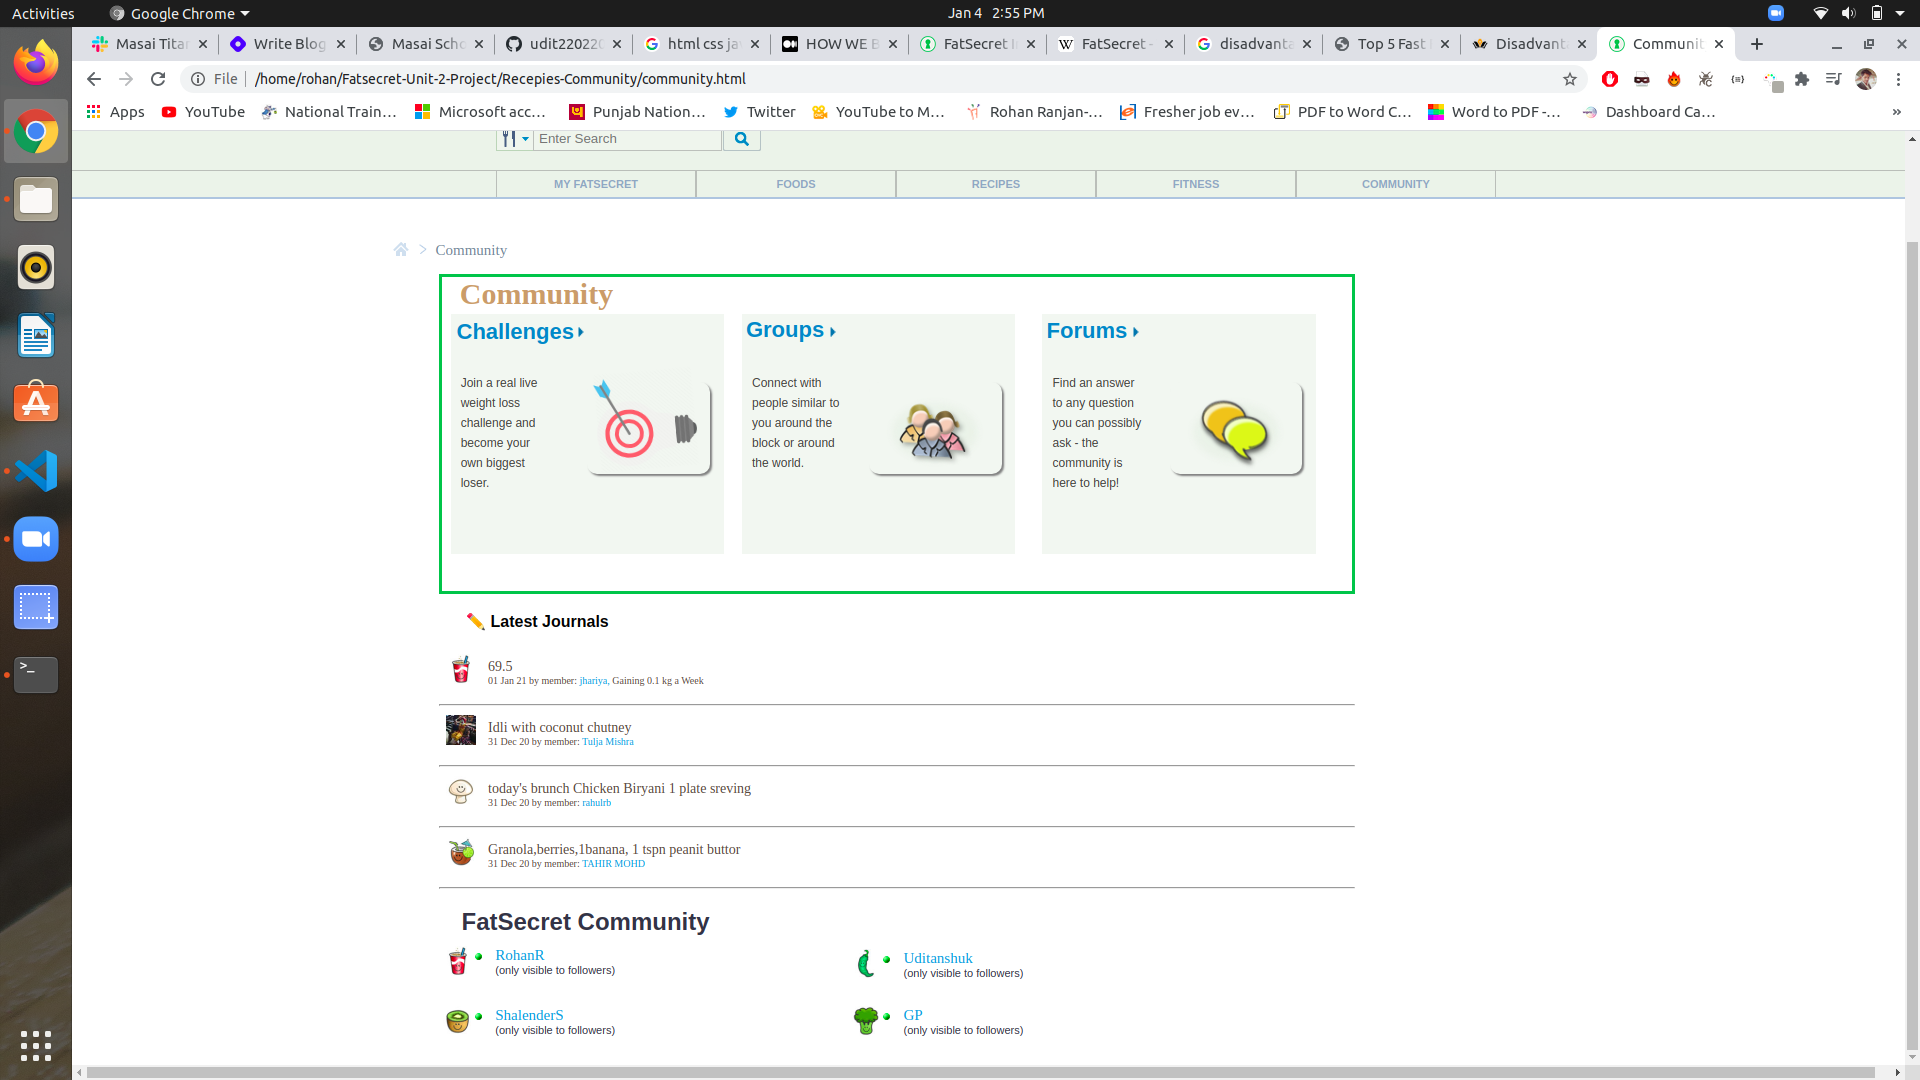 Activities
Google Chrome
Jan 4 2:55 PM
Masai Titan
Write Blog
Masai Scho
udit22022
html css ja
HOW WE B
FatSecret I
FatSecret -
disadvanta
Top 5 Fast
Disadvant
Communit
File
/home/rohan/Fatsecret-Unit-2-Project/Recepies-Community/community.html
Apps
YouTube
National Train...
Microsoft acc...
Punjab Nation...
Twitter
YouTube to M...
Rohan Ranjan-...
Fresher job ev...
PDF to Word C...
Word to PDF -...
Dashboard Ca...
»
Enter Search
MY FATSECRET
FOODS
RECIPES
FITNESS
COMMUNITY
Community
Community
Challenges
Join a real live
weight loss
challenge and
become your
own biggest
loser.
Groups
Connect with
people similar to
you around the
block or around
the world.
Forums
Find an answer
to any question
you can possibly
ask - the
community is
here to help!
Latest Journals
69.5
01 Jan 21 by member: jhariya, Gaining 0.1 kg a Week
Idli with coconut chutney
31 Dec 20 by member: Tulja Mishra
today's brunch Chicken Biryani 1 plate sreving
31 Dec 20 by member: rahulrb
Granola,berries,1banana, 1 tspn peanit buttor
31 Dec 20 by member: TAHIR MOHD
FatSecret Community
RohanR
(only visible to followers)
Uditanshuk
(only visible to followers)
ShalenderS
(only visible to followers)
GP
(only visible to followers)